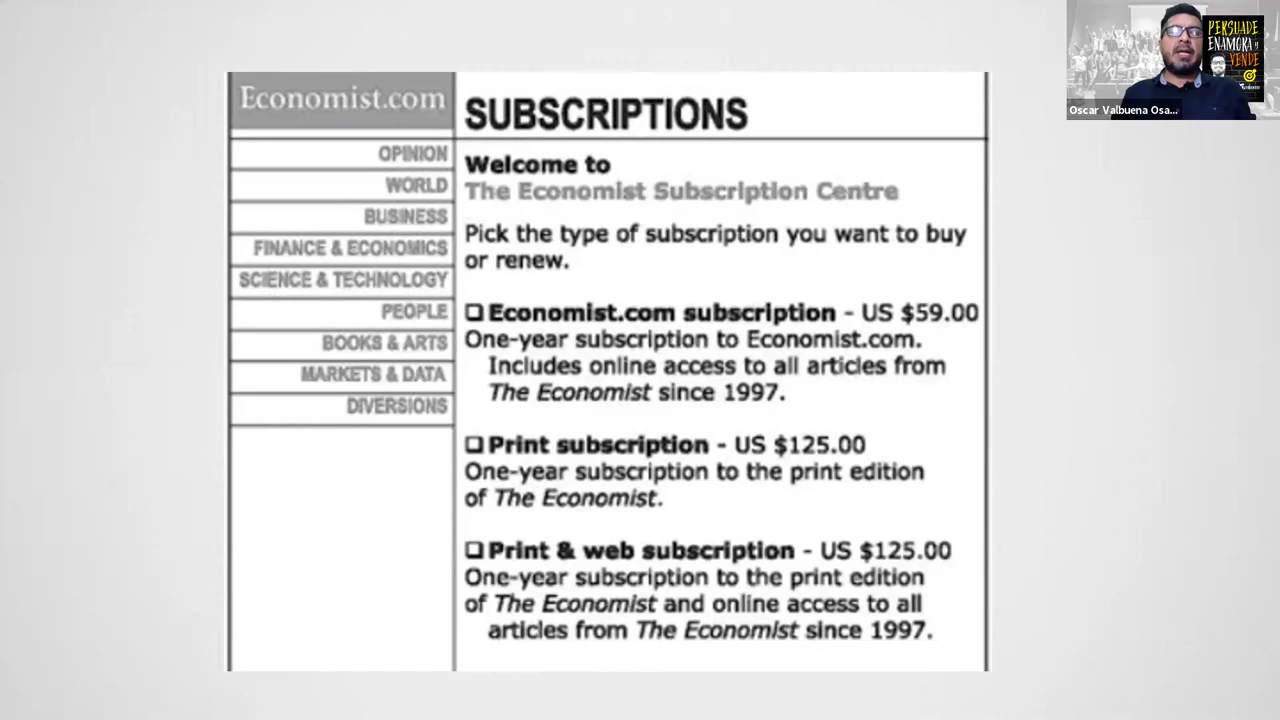 Economist.com
OPINION
WORLD
BUSINESS
FINANCE & ECONOMICS
SCIENCE & TECHNOLOGY
PEOPLE
BOOKS & ARTS
MARKETS & DATA
DIVERSIONS
SUBSCRIPTIONS
Welcome to
The Economist Subscription Centre
Pick the type of subscription you want to buy
or renew.
❑ Economist.com subscription - US $59.00
One-year subscription to Economist.com.
Includes online access to all articles from
The Economist since 1997.
❑ Print subscription - US $125.00
One-year subscription to the print edition
of The Economist.
❑ Print & web subscription - US $125.00
One-year subscription to the print edition
of The Economist and online access to all
articles from The Economist since 1997.
PERSUADE
ENAMORA Y
VENDE
Oscar Valbuena Osa...